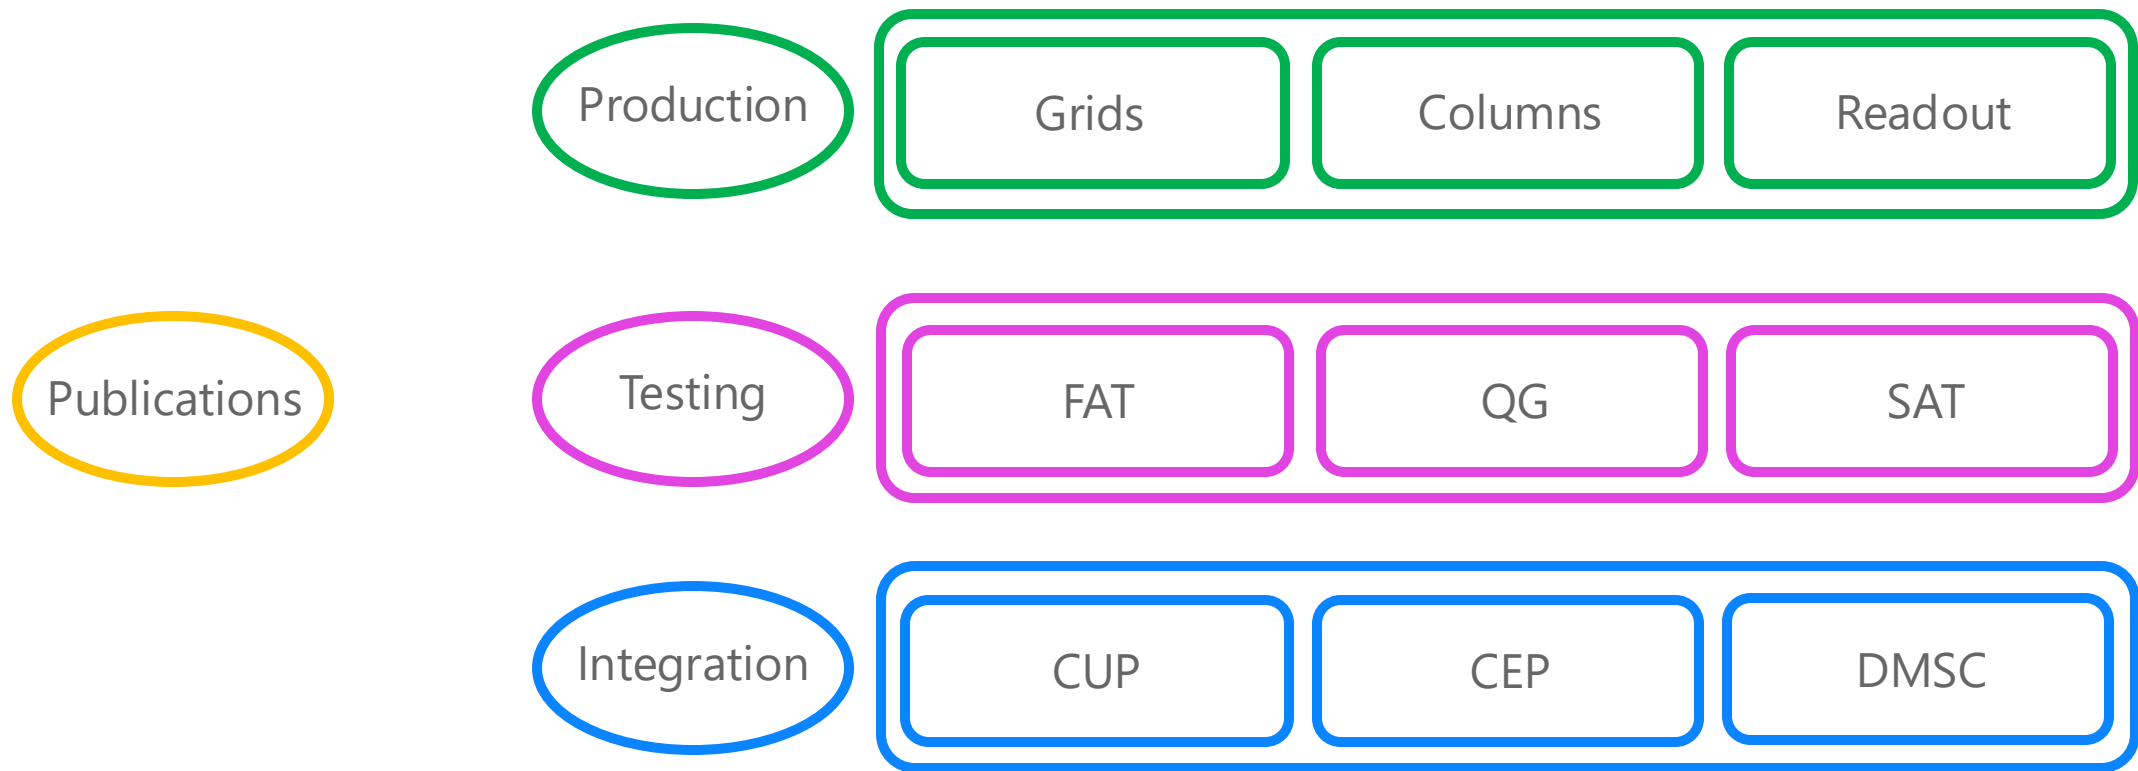 Production
Grids
Columns
Readout
Publications
Testing
FAT
QG
SAT
Integration
CUP
CEP
DMSC